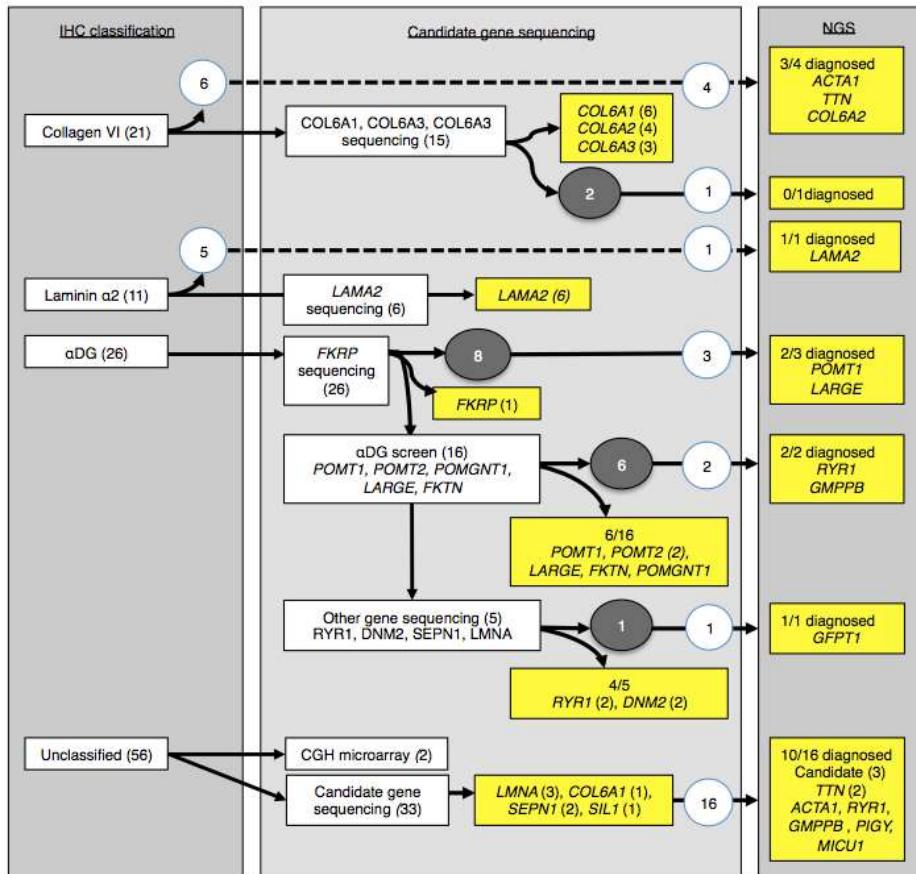 IHC classification
Candidate gene sequencing
NGS
6
4
3/4 diagnosed
ACTA1
TTN
COL6A2
Collagen VI (21)
COL6A1, COL6A3, COL6A3
sequencing (15)
COL6A1 (6)
COL6A2 (4)
COL6A3 (3)
2
1
0/1diagnosed
5
1
1/1 diagnosed
LAMA2
Laminin α2 (11)
LAMA2
sequencing (6)
LAMA2 (6)
αDG (26)
FKRP
sequencing
(26)
8
3
2/3 diagnosed
POMT1
LARGE
FKRP (1)
αDG screen (16)
POMT1, POMT2, POMGNT1,
LARGE, FKTN
6
2
2/2 diagnosed
RYR1
GMPPB
6/16
POMT1, POMT2 (2),
LARGE, FKTN, POMGNT1
Other gene sequencing (5)
RYR1, DNM2, SEPN1, LMNA
1
1
1/1 diagnosed
GFPT1
4/5
RYR1 (2), DNM2 (2)
Unclassified (56)
CGH microarray (2)
Candidate gene
sequencing (33)
LMNA (3), COL6A1 (1),
SEPN1 (2), SIL1 (1)
16
10/16 diagnosed
Candidate (3)
TTN (2)
ACTA1, RYR1,
GMPPB , PIGY,
MICU1